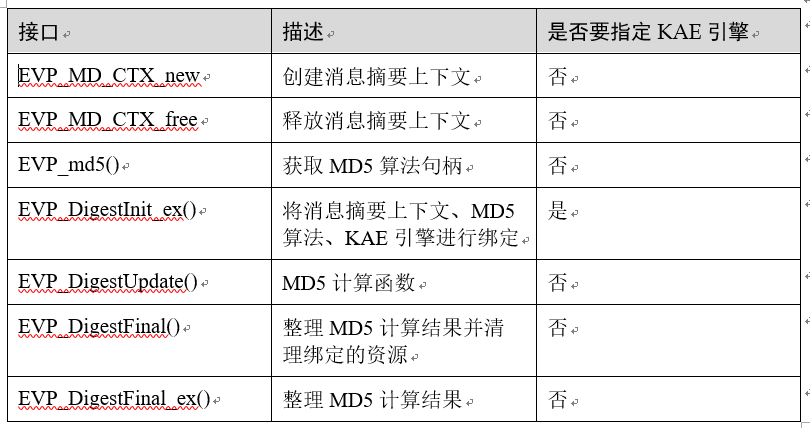 接口 描述 是否要指定 KAE 引擎
EVP_MD_CTX_new 创建消息摘要上下文 否
EVP_MD_CTX_free 释放消息摘要上下文 否
EVP_md5() 获取 MD5 算法句柄 否
EVP_DigestInit_ex() 将消息摘要上下文、MD5 是
算法、KAE 引擎进行绑定
EVP_DigestUpdate() MD5 计算函数 否
EVP_DigestFinal() 整理 MD5 计算结果并清 否
理绑定的资源
EVP_DigestFinal_ex() 整理 MD5 计算结果 否